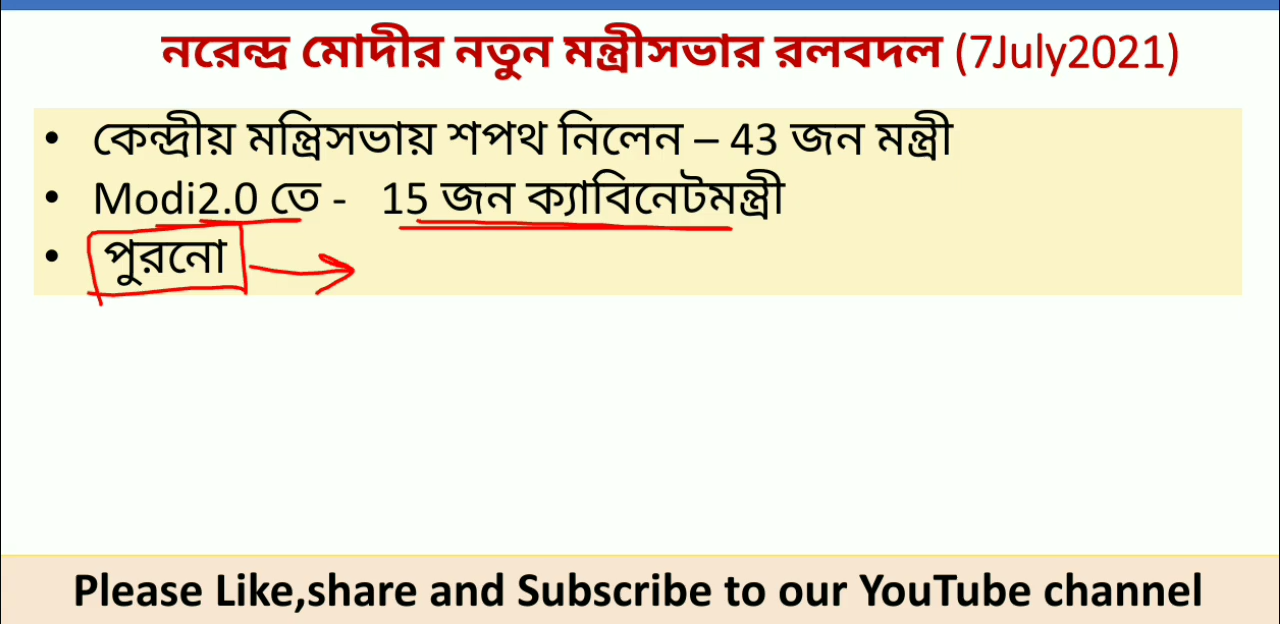 নরেন্দ্র মোদীর নতুন মন্ত্রীসভার রলবদল (7July2021)
• কেন্দ্রীয় মন্ত্রিসভায় শপথ নিলেন – 43 জন মন্ত্রী
• Modi2.0 তে - 15 জন ক্যাবিনেটমন্ত্রী
• পুরনো
Please Like,share and Subscribe to our YouTube channel